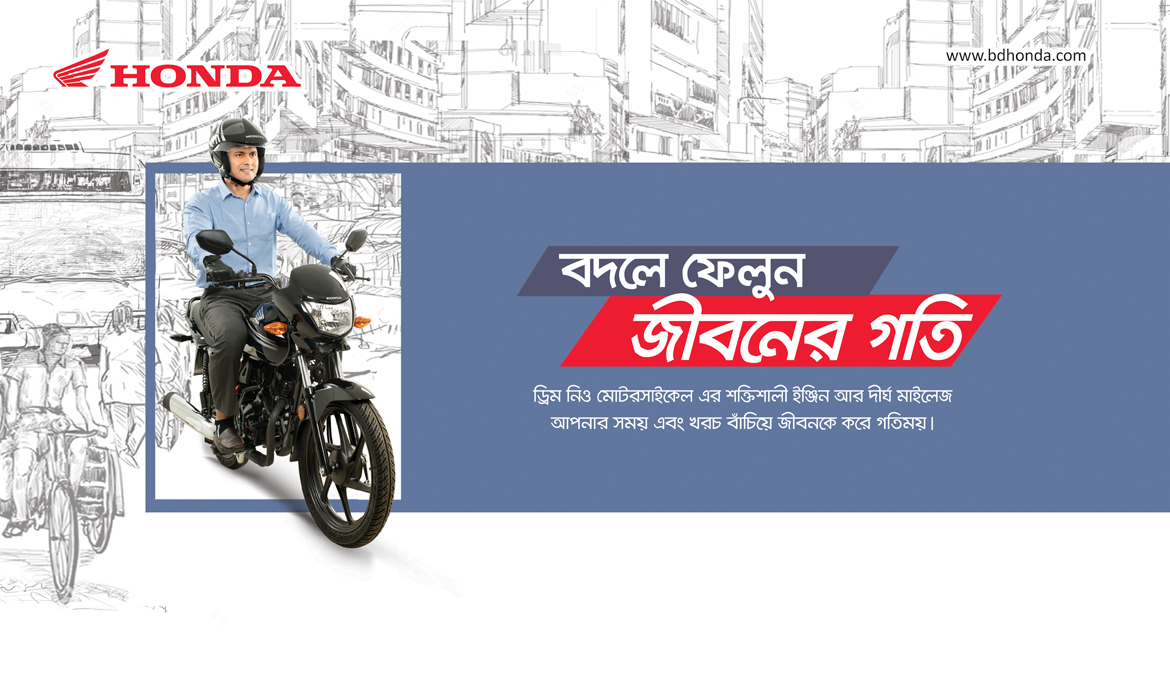 HONDA
www.bdhonda.com
বদলে ফেলুন
জীবনের গতি
ড্রিম নিও মোটরসাইকেল এর শক্তিশালী ইঞ্জিন আর দীর্ঘ মাইলেজ
আপনার সময় এবং খরচ বাঁচিয়ে জীবনকে করে গতিময়।